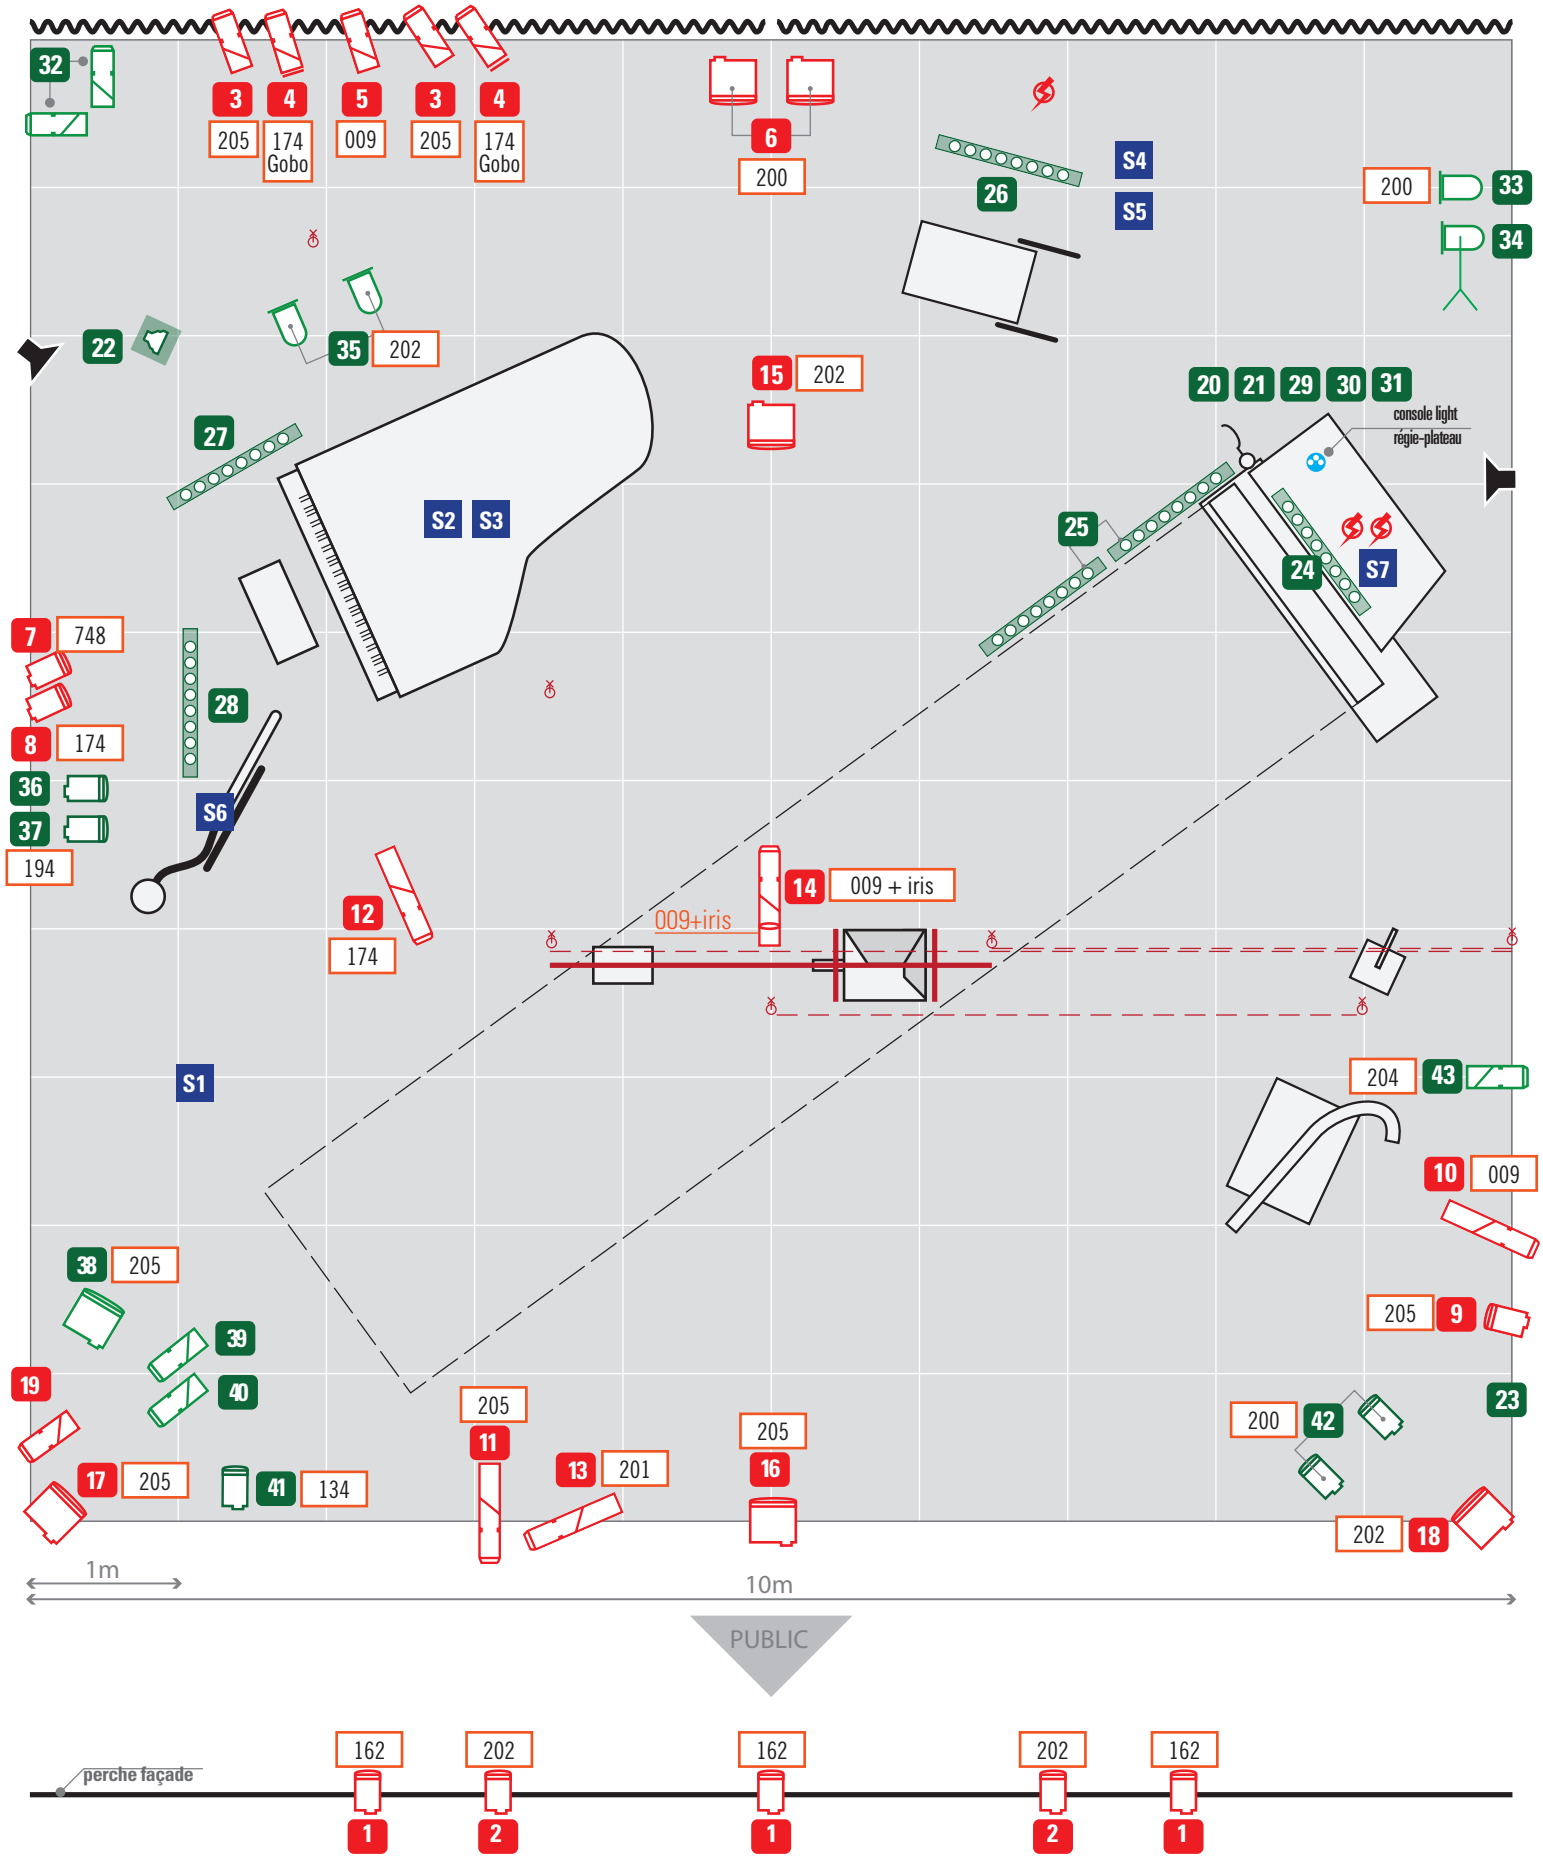 32
3 4 5 3 4
205 174 009 205 174
Gobo Gobo
6
200
S4
S5
26
200 33
34
22
35 202
15 202
20 21 29 30 31
console light
régie-plateau
27
S2 S3
25
24 S7
7 748
28
8 174
36
37
194
S6
14 009 + iris
009+iris
12
174
S1
204 43
10 009
38 205
39
40
205 9
19
205
11
205
16
200 42
23
17 205
41 134
13 201
202 18
1m
10m
PUBLIC
162 202 162 202 162
perche façade
1 2 1 2 1